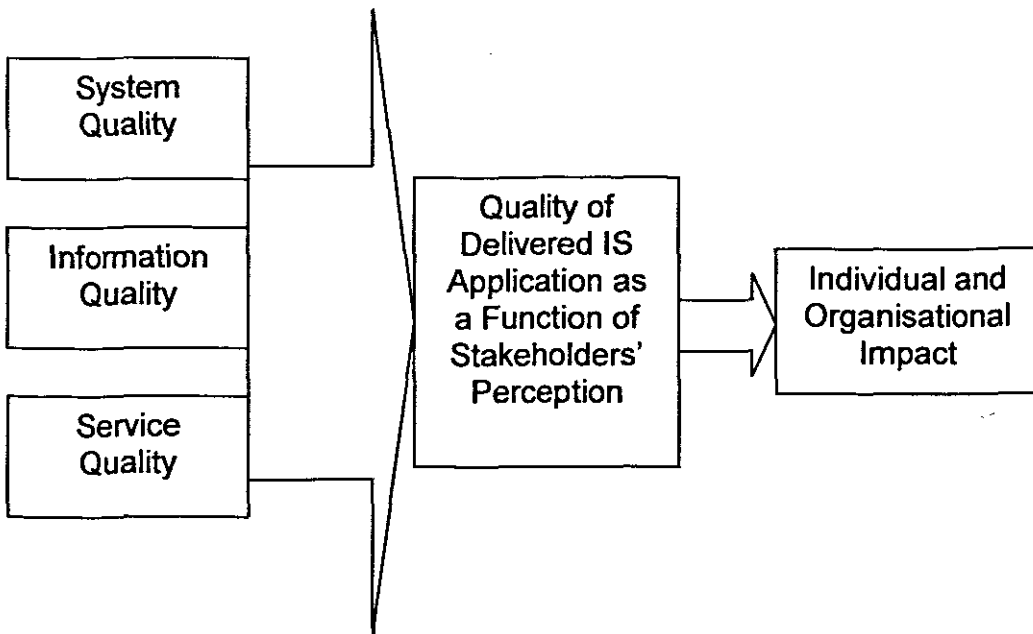 System
Quality
Information
Quality
Service
Quality
Quality of
Delivered IS
Application as
a Function of
Stakeholders'
Perception
Individual and
Organisational
Impact